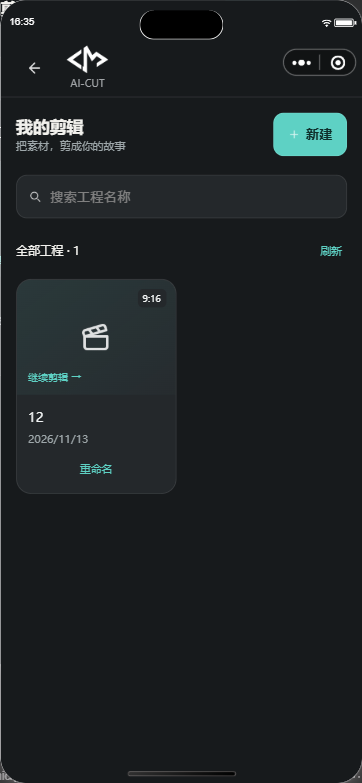 16:35
AI-CUT
我的剪辑
把素材，剪成你的故事
+ 新建
搜索工程名称
全部工程 · 1
刷新
9:16
继续剪辑 →
12
2026/11/13
重命名